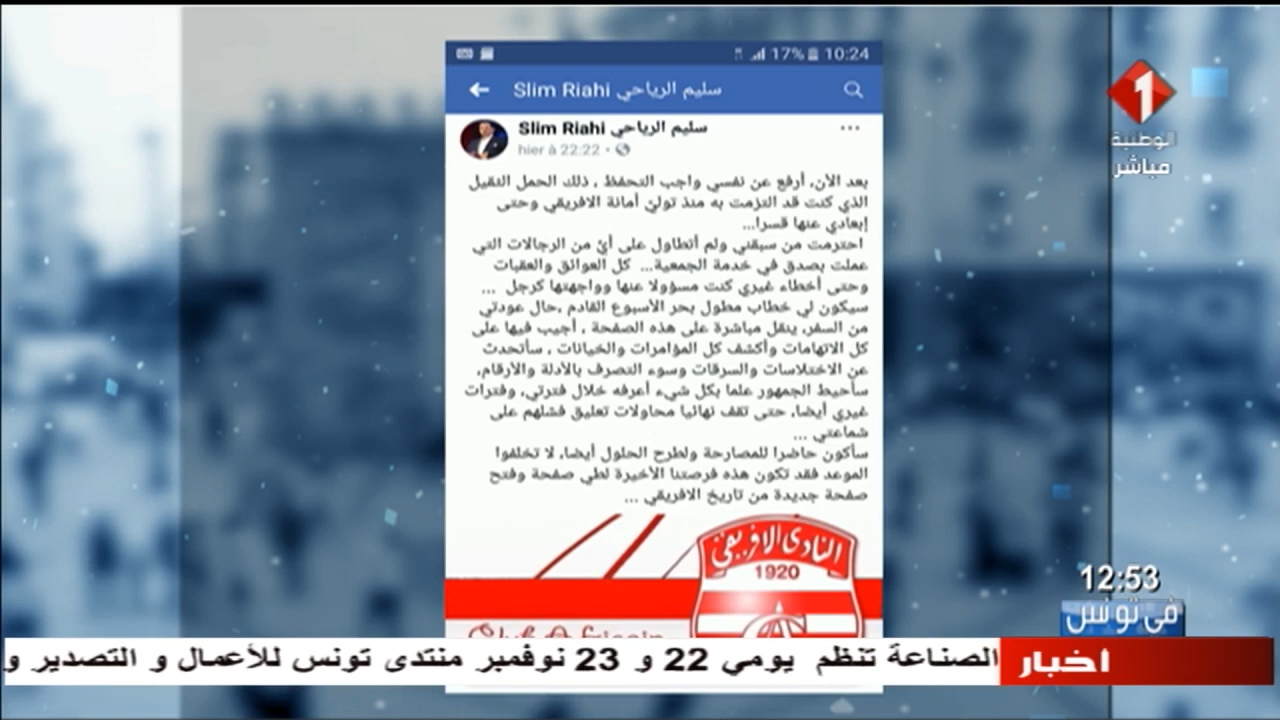 17% 10:24
Slim Riahi سليم الرياحي
Slim Riahi سليم الرياحي
hier à 22:22
بعد الآن، أرفع عن نفسي واجب التحفظ ، ذلك الحمل الثقيل
الذي كنت قد التزمت به منذ تولّيَ أمانة الافريقي وحتى
إبعادي عنها قسرا...
احترمت من سبقني ولم أتطاول على أيّ من الرجالات التي
عملت بصدق في خدمة الجمعية... كل العوائق والعقبات
وحتى أخطاء غيري كنت مسؤولا عنها وواجهتها كرجل ...
سيكون لي خطاب مطول بحر الأسبوع القادم ،حال عودتي
من السفر، ينقل مباشرة على هذه الصفحة ، أجيب فيها على
كل الاتهامات وأكشف كل المؤامرات والخيانات ، سأتحدث
عن الاختلاسات والسرقات وسوء التصرف بالأدلة والأرقام،
سأحيط الجمهور علما بكل شيء أعرفه خلال فترتي، وفترات
غيري أيضا، حتى تقف نهائيا محاولات تعليق فشلهم على
شماعتي ...
سأكون حاضرا للمصارحة ولطرح الحلول أيضا، لا تخلفوا
الموعد فقد تكون هذه فرصتنا الأخيرة لطي صفحة وفتح
صفحة جديدة من تاريخ الافريقي ...
النادي الافريقي
1920
Club Africain
1
الوطنية
مباشر
12:53
في تونس
أخبار
الصناعة تنظم يومي 22 و 23 نوفمبر منتدى تونس للأعمال و التصدير و